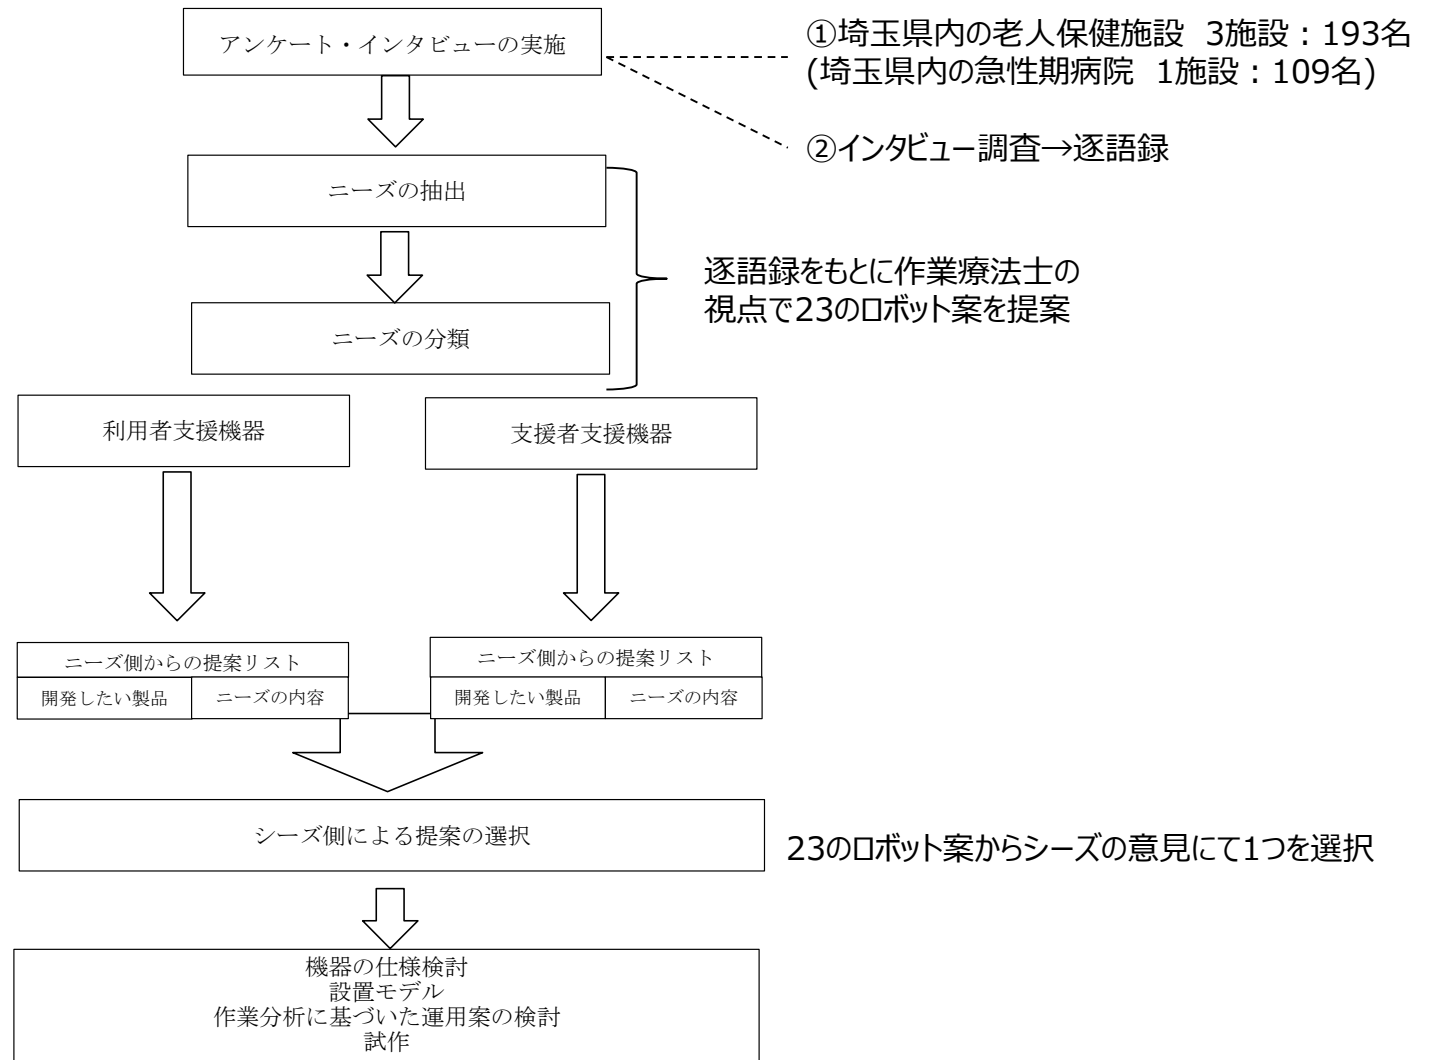 アンケート・インタビューの実施
①埼玉県内の老人保健施設 3施設：193名
(埼玉県内の急性期病院 1施設：109名)
②インタビュー調査→逐語録
ニーズの抽出
逐語録をもとに作業療法士の
視点で23のロボット案を提案
ニーズの分類
利用者支援機器
支援者支援機器
ニーズ側からの提案リスト
開発したい製品
ニーズの内容
ニーズ側からの提案リスト
開発したい製品
ニーズの内容
シーズ側による提案の選択
23のロボット案からシーズの意見にて1つを選択
機器の仕様検討
設置モデル
作業分析に基づいた運用案の検討
試作